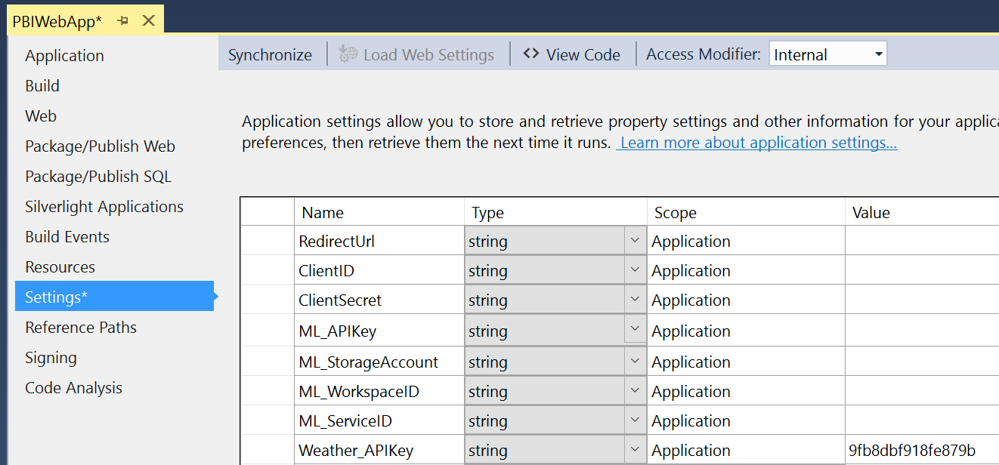 PBIWebApp*
Application
Build
Web
Package/Publish Web
Package/Publish SQL
Silverlight Applications
Build Events
Resources
Settings*
Reference Paths
Signing
Code Analysis
Synchronize Load Web Settings <> View Code Access Modifier: Internal
Application settings allow you to store and retrieve property settings and other information for your applica
preferences, then retrieve them the next time it runs. Learn more about application settings...
Name Type Scope Value
RedirectUrl string Application
ClientID string Application
ClientSecret string Application
ML_APIKey string Application
ML_StorageAccount string Application
ML_WorkspaceID string Application
ML_ServiceID string Application
Weather_APIKey string Application 9fb8dbf918fe879b